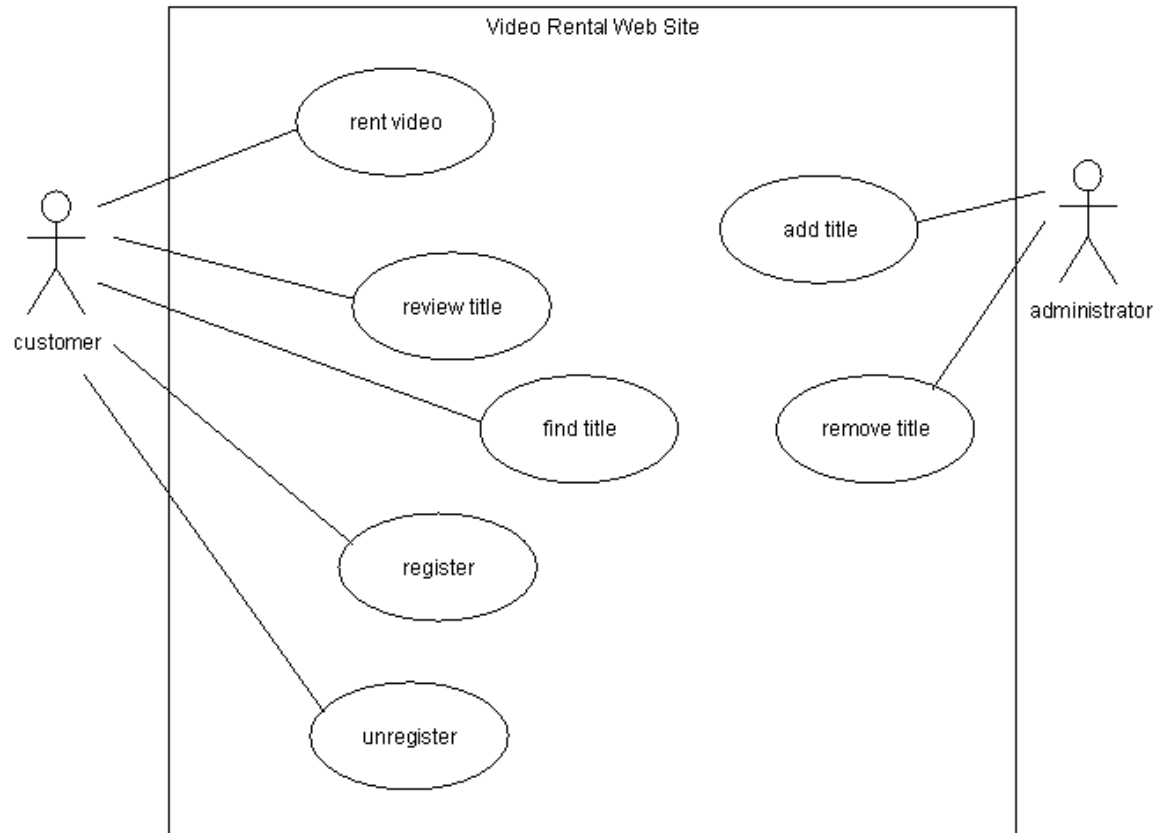 Video Rental Web Site
rent video
add title
review title
administrator
customer
find title
remove title
register
unregister